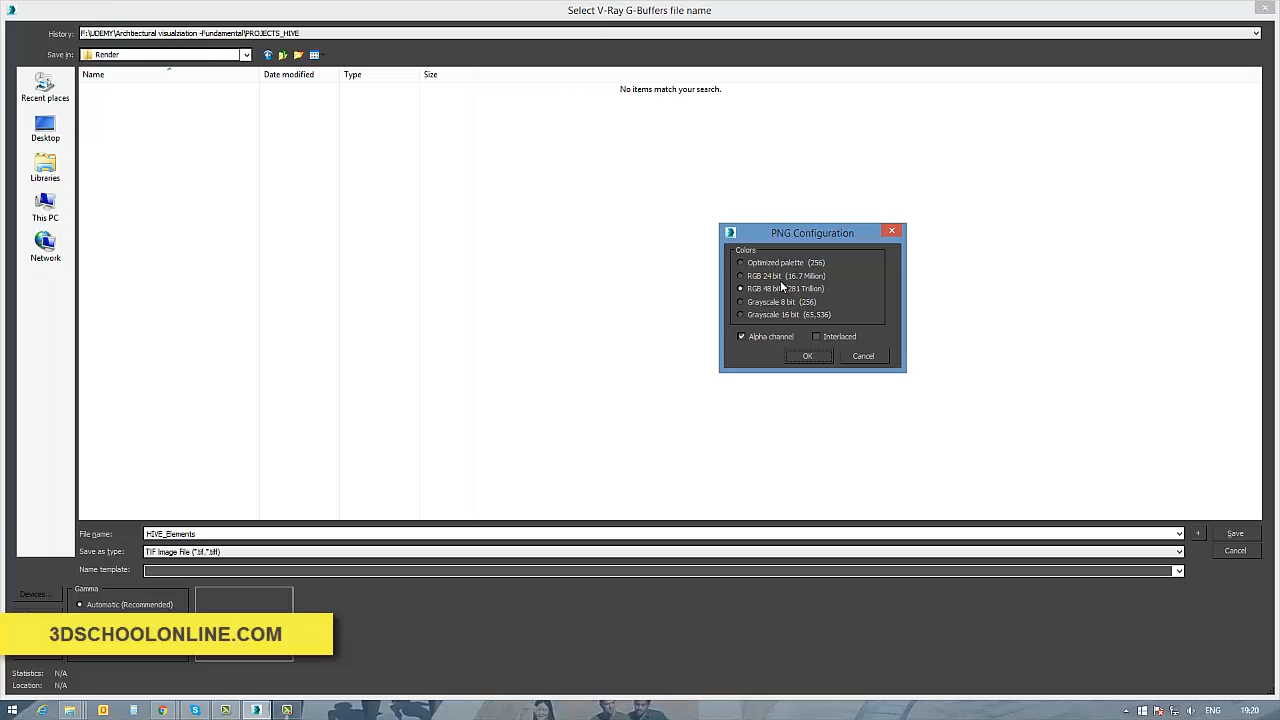 Select V-Ray G-Buffers file name
History: F:\UDEMY\Archtiectural visualziation -Fundamental\PROJECTS_HIVE
Save in: Render
Name Date modified Type Size
No items match your search.
Recent places
Desktop
Libraries
This PC
Network
PNG Configuration
Colors
Optimized palette (256)
RGB 24 bit (16.7 Million)
RGB 48 bit (281 Trillion)
Grayscale 8 bit (256)
Grayscale 16 bit (65,536)
Alpha channel Interlaced
OK Cancel
File name: HIVE_Elements + Save
Save as type: TIF Image File (*.tif,*.tiff) Cancel
Name template:
Devices... Gamma
Automatic (Recommended)
3DSCHOOLONLINE.COM
Statistics: N/A
Location: N/A
ENG 19:20